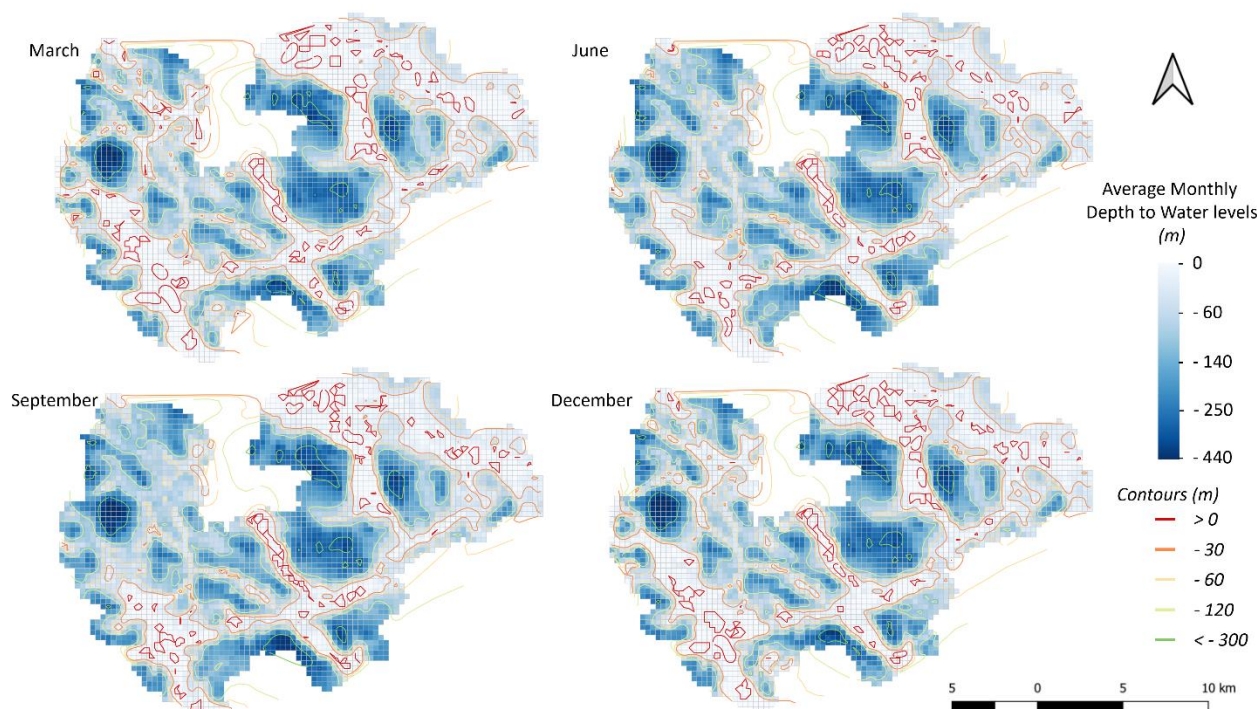 March
June
September
December
Average Monthly
Depth to Water levels
(m)
0
- 60
- 140
- 250
- 440
Contours (m)
> 0
- 30
- 60
- 120
< - 300
5 0 5 10 km